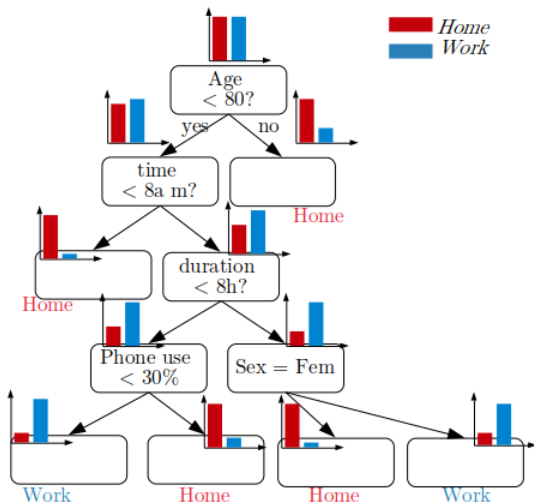 Home
Work
Age
< 80?
yes
no
time
< 8a m?
Home
Home
duration
< 8h?
Phone use
< 30%
Sex = Fem
Work
Home
Home
Work